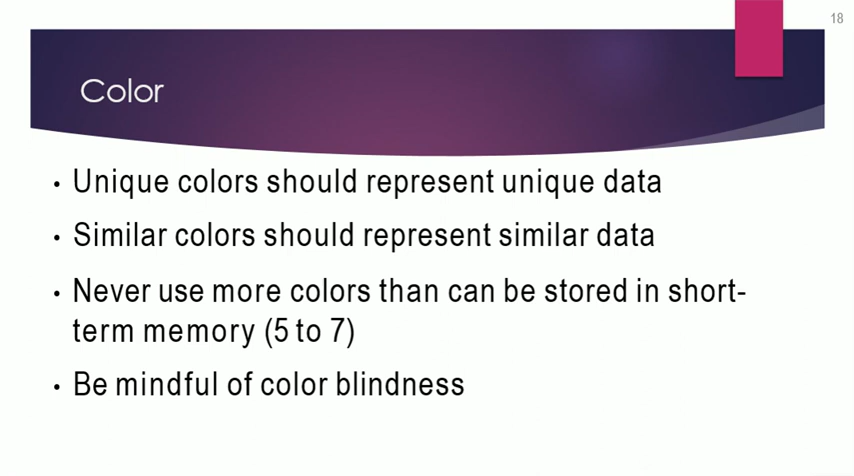 18
Color
• Unique colors should represent unique data
• Similar colors should represent similar data
• Never use more colors than can be stored in short-
term memory (5 to 7)
• Be mindful of color blindness